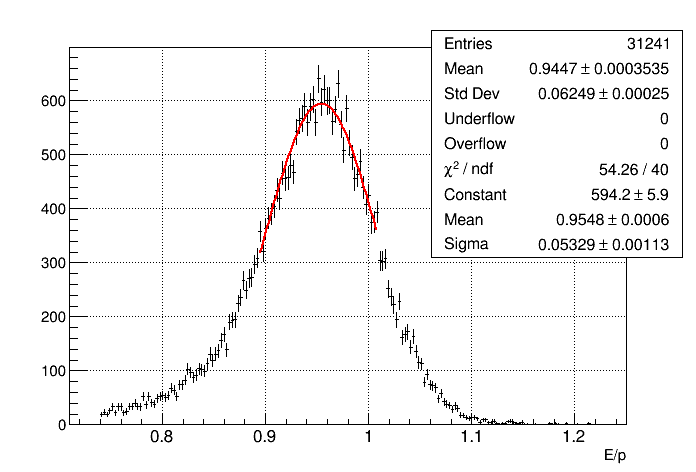 Entries 31241
Mean 0.9447 ± 0.0003535
Std Dev 0.06249 ± 0.00025
Underflow 0
Overflow 0
χ² / ndf 54.26 / 40
Constant 594.2 ± 5.9
Mean 0.9548 ± 0.0006
Sigma 0.05329 ± 0.00113
600
500
400
300
200
100
0
0.8 0.9 1 1.1 1.2
E/p